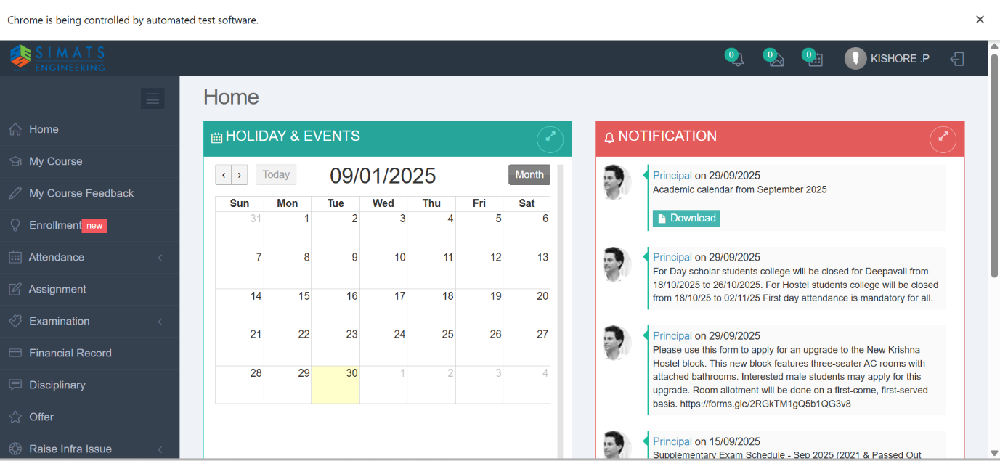 Chrome is being controlled by automated test software.
SIMATS
ENGINEERING
0
0
0
KISHORE .P
Home
My Course
My Course Feedback
Enrollment new
Attendance
Assignment
Examination
Financial Record
Disciplinary
Offer
Raise Infra Issue
Home
HOLIDAY & EVENTS
‹ › Today 09/01/2025 Month
Sun Mon Tue Wed Thu Fri Sat
31 1 2 3 4 5 6
7 8 9 10 11 12 13
14 15 16 17 18 19 20
21 22 23 24 25 26 27
28 29 30 1 2 3 4
NOTIFICATION
Principal on 29/09/2025
Academic calendar from September 2025
Download
Principal on 29/09/2025
For Day scholar students college will be closed for Deepavali from
18/10/2025 to 26/10/2025. For Hostel students college will be closed
from 18/10/25 to 02/11/25 First day attendance is mandatory for all.
Principal on 29/09/2025
Please use this form to apply for an upgrade to the New Krishna
Hostel block. This new block features three-seater AC rooms with
attached bathrooms. Interested male students may apply for this
upgrade. Room allotment will be done on a first-come, first-served
basis. https://forms.gle/2RGkTM1gQ5b1QG3v8
Principal on 15/09/2025
Supplementary Exam Schedule - Sep 2025 (2021 & Passed Out